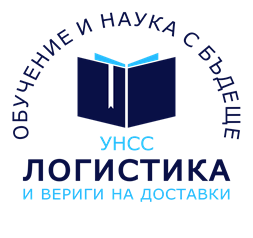 ОБУЧЕНИЕ И НАУКА С БЪДЕЩЕ
УНСС
ЛОГИСТИКА
И ВЕРИГИ НА ДОСТАВКИ